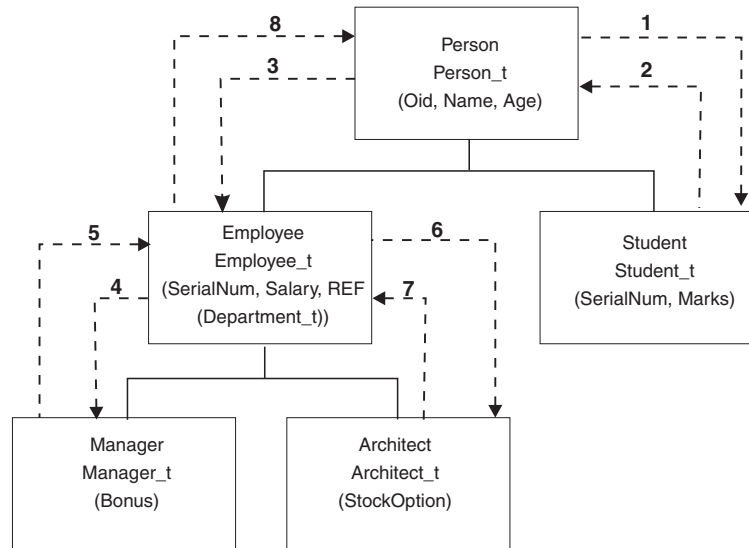 8
1
Person
Person_t
(Oid, Name, Age)
3
2
5
Employee
Employee_t
(SerialNum, Salary, REF
(Department_t))
6
Student
Student_t
(SerialNum, Marks)
4
7
Manager
Manager_t
(Bonus)
Architect
Architect_t
(StockOption)